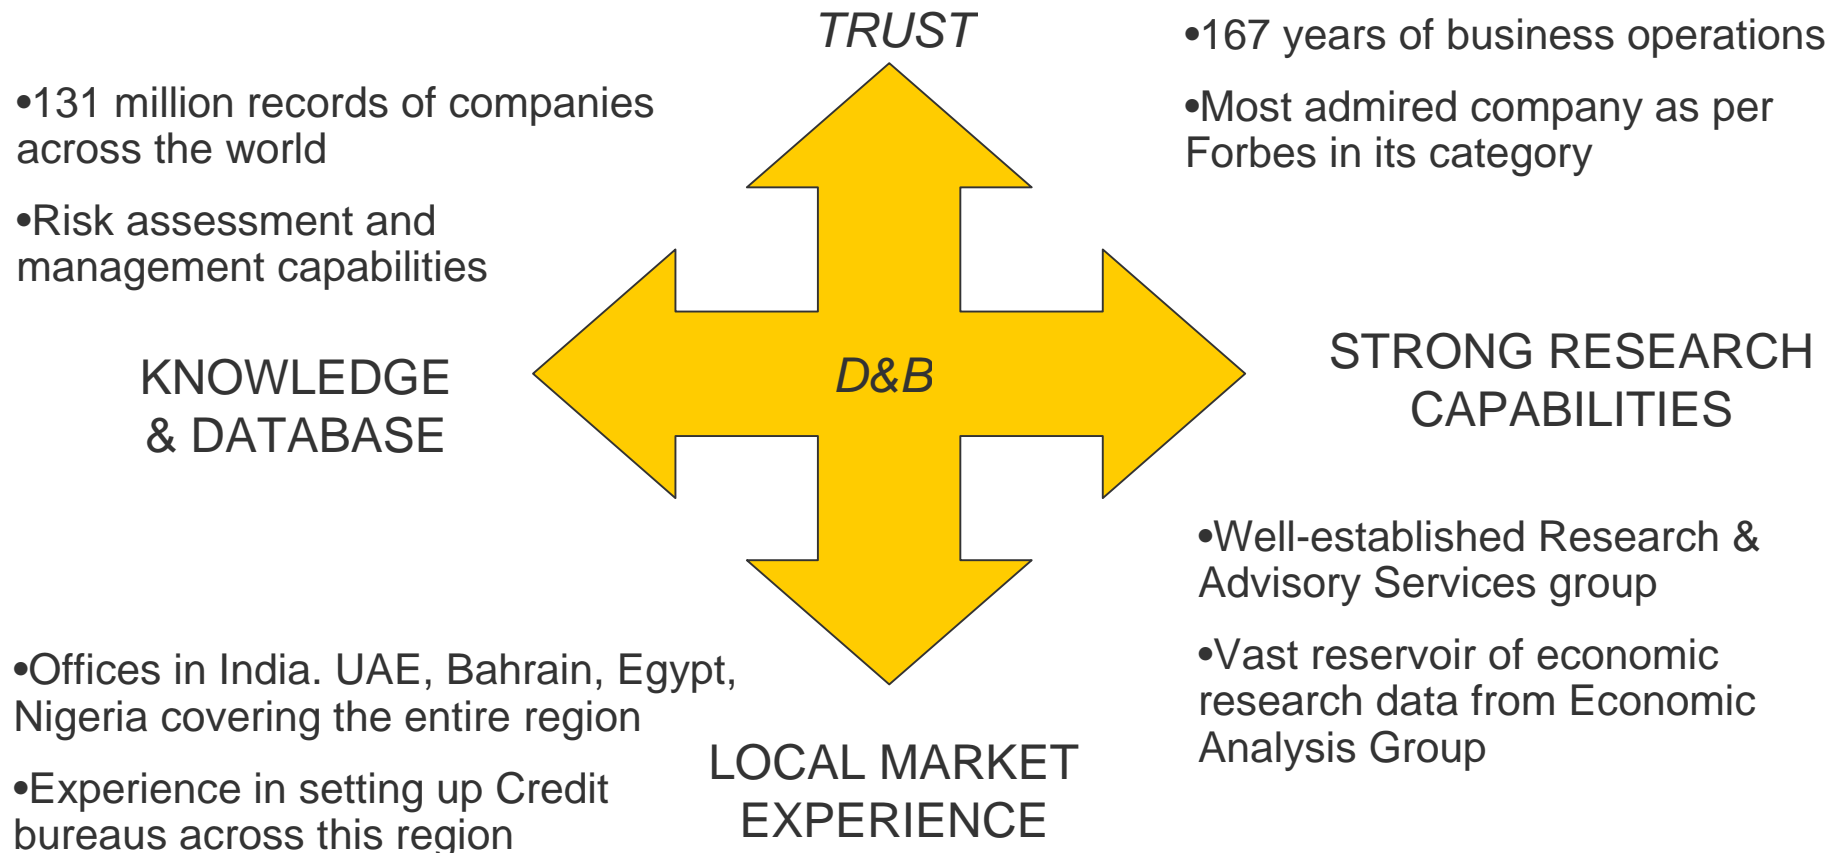 TRUST
•167 years of business operations
•Most admired company as per
Forbes in its category
•131 million records of companies
across the world
•Risk assessment and
management capabilities
KNOWLEDGE
& DATABASE
D&B
STRONG RESEARCH
CAPABILITIES
•Well-established Research &
Advisory Services group
•Vast reservoir of economic
research data from Economic
Analysis Group
•Offices in India. UAE, Bahrain, Egypt,
Nigeria covering the entire region
•Experience in setting up Credit
bureaus across this region
LOCAL MARKET
EXPERIENCE